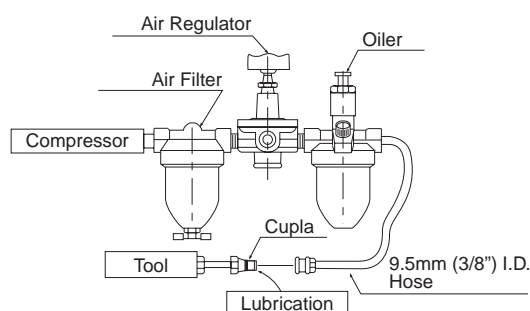 Air Regulator
Oiler
Air Filter
Compressor
Cupla
Tool
9.5mm (3/8”) I.D.
Hose
Lubrication